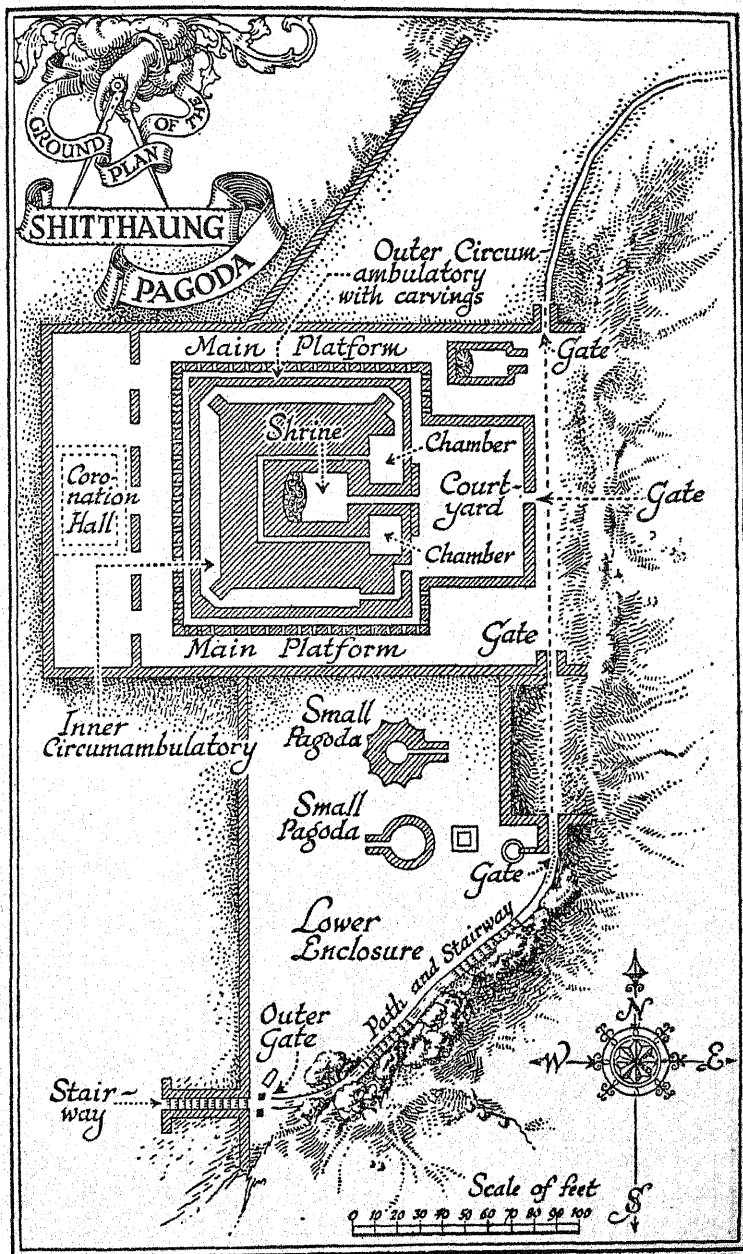 GROUND
PLAN
OF THE
SHITTHAUNG
PAGODA
Outer Circum-
ambulatory
with carvings
Main Platform
Gate
Shrine
Chamber
Coro-
nation
Hall
Court-
yard
Gate
Chamber
Gate
Main Platform
Inner
Circumambulatory
Small
Pagoda
Small
Pagoda
Gate
Lower
Enclosure
Path and Stairway
Outer
Gate
Stair-
way
N
W
E
S
Scale of feet
0 10 20 30 40 50 60 70 80 90 100